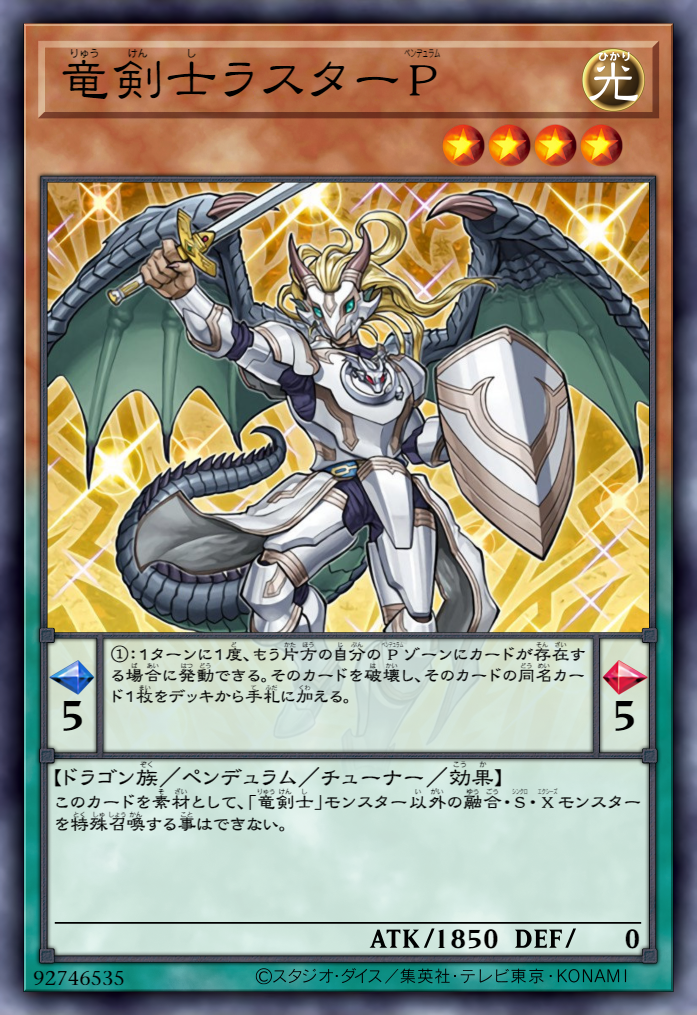 竜剣士ラスターP
光
①：1ターンに1度、もう片方の自分のPゾーンにカードが存在す
る場合に発動できる。そのカードを破壊し、そのカードの同名カー
ド1枚をデッキから手札に加える。
5
5
【ドラゴン族／ペンデュラム／チューナー／効果】
このカードを素材として、「竜剣士」モンスター以外の融合・S・Xモンスター
を特殊召喚する事はできない。
ATK/1850 DEF/ 0
92746535
©スタジオ・ダイス／集英社・テレビ東京・KONAMI